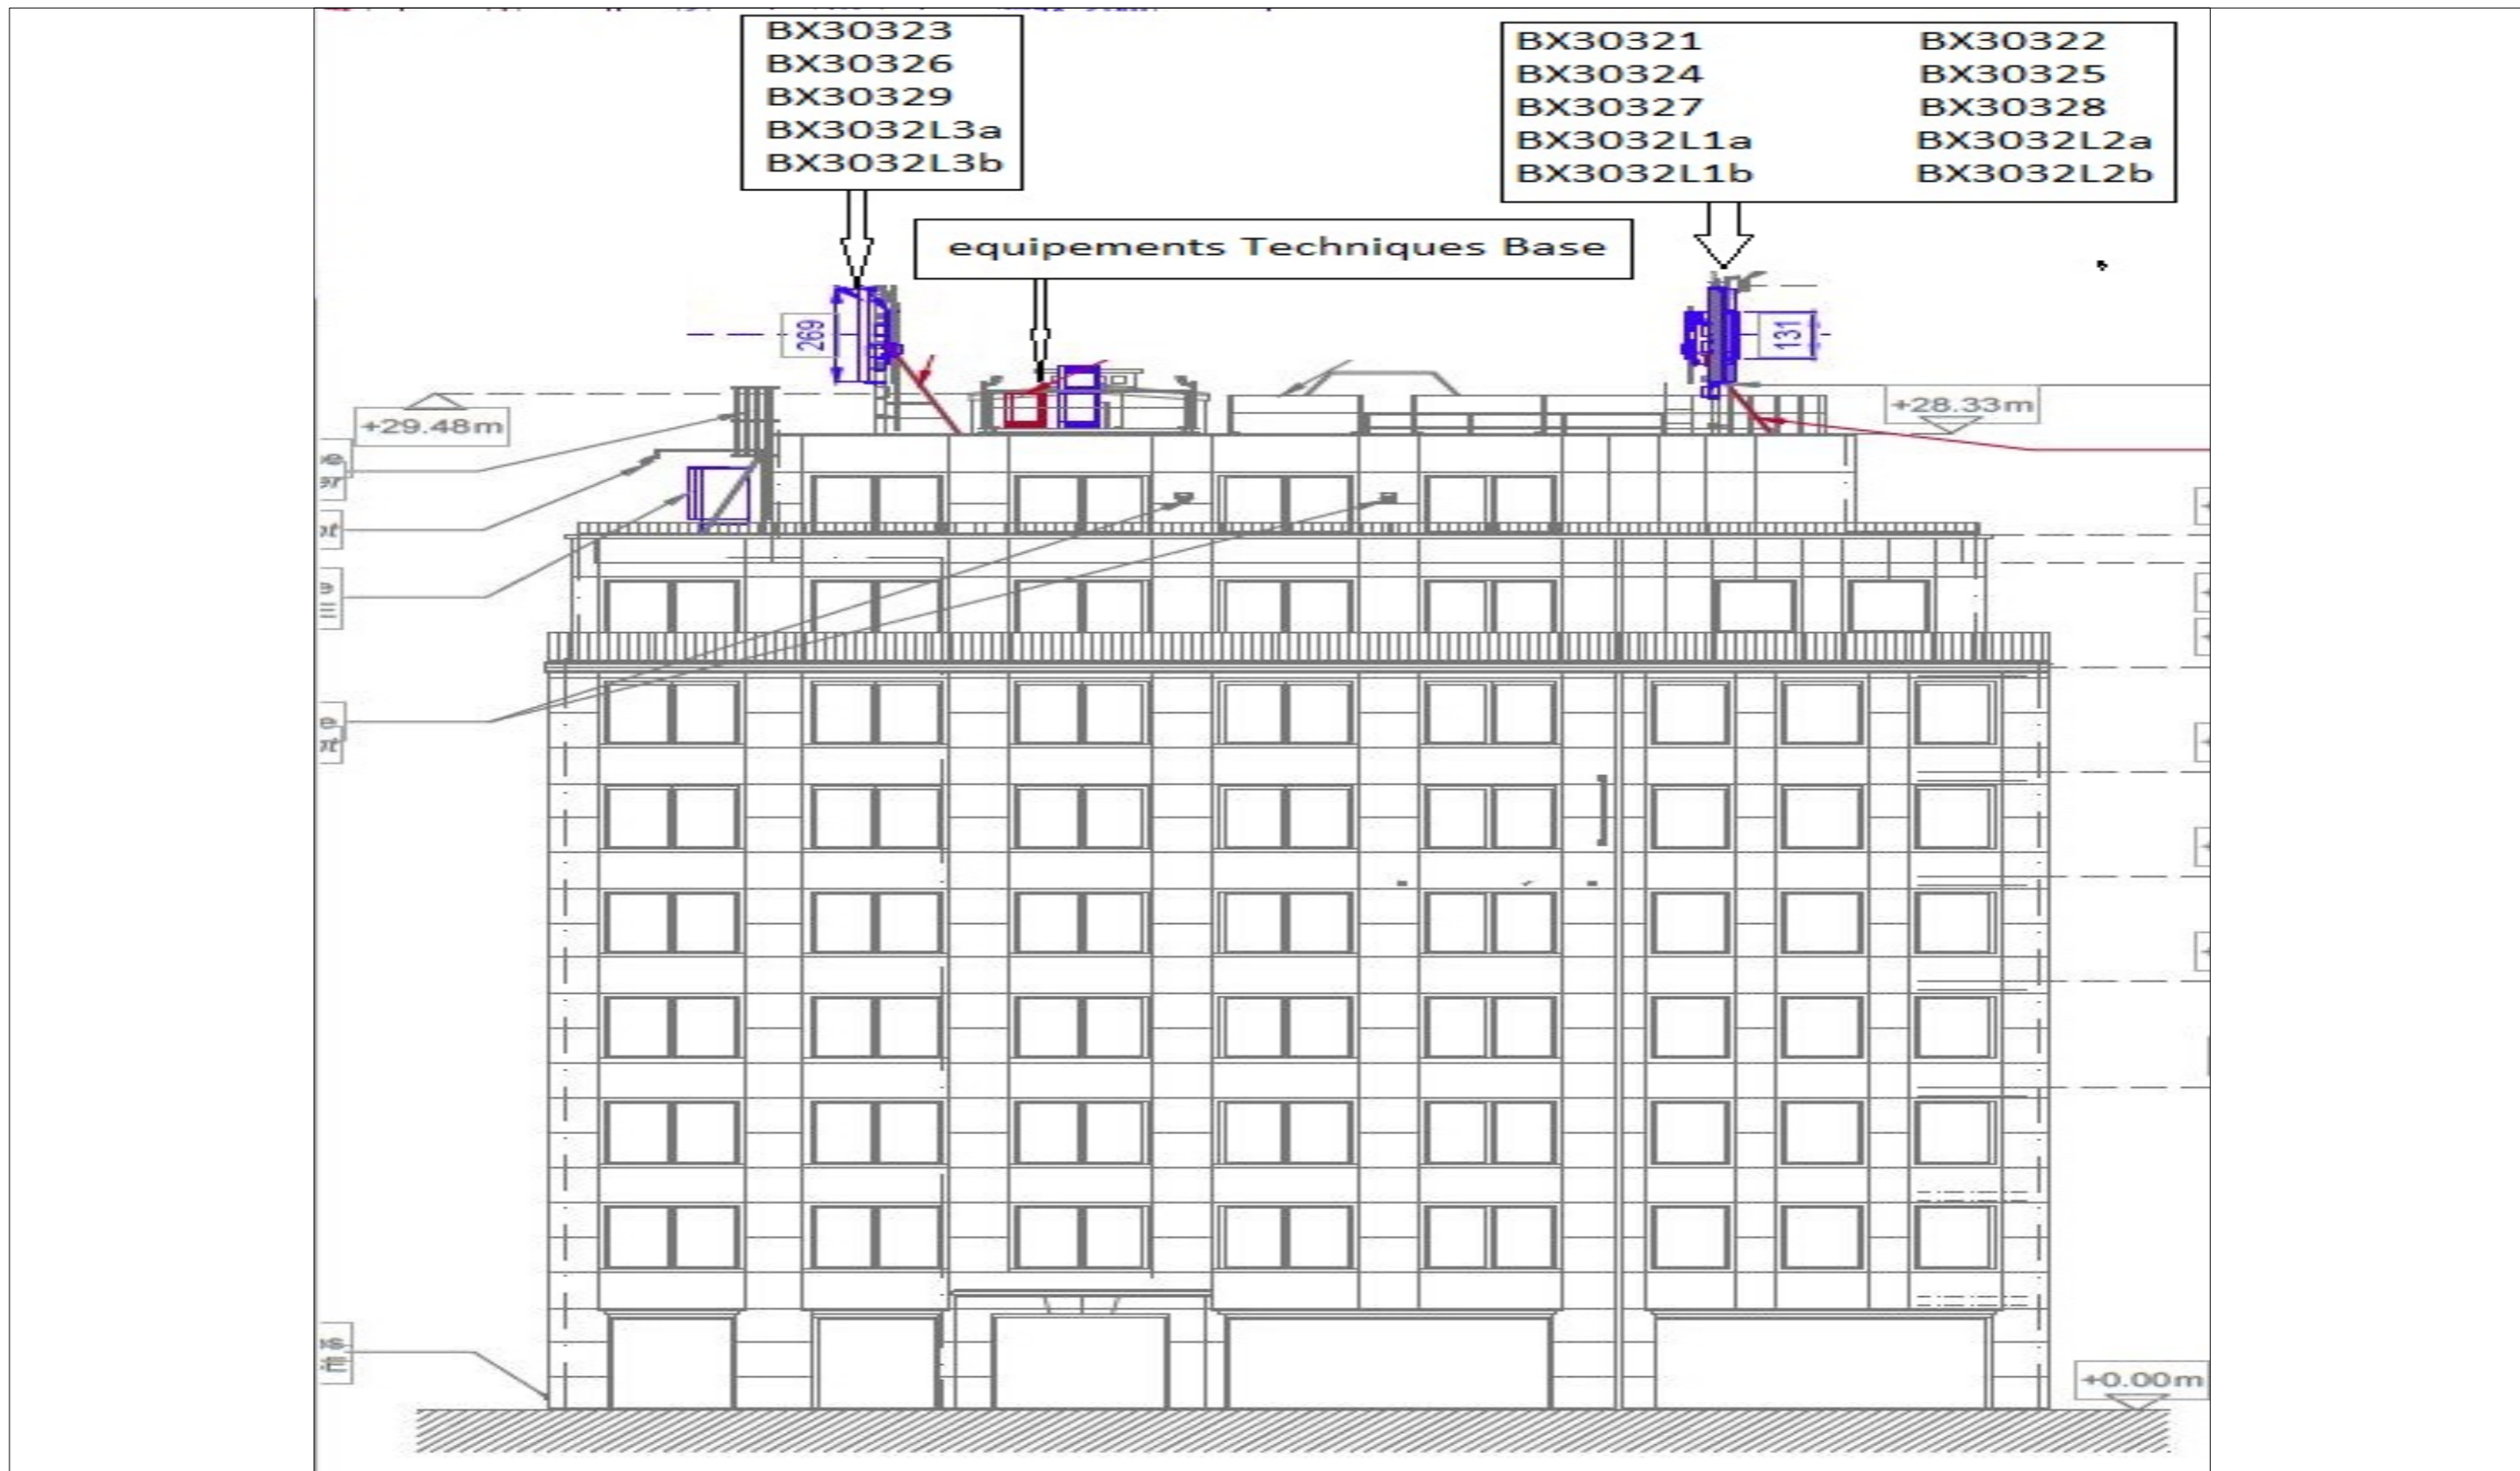 BX30323
BX30326
BX30329
BX3032L3a
BX3032L3b
BX30321 BX30322
BX30324 BX30325
BX30327 BX30328
BX3032L1a BX3032L2a
BX3032L1b BX3032L2b
equipements Techniques Base
269
131
+29.48m
+28.33m
+0.00m